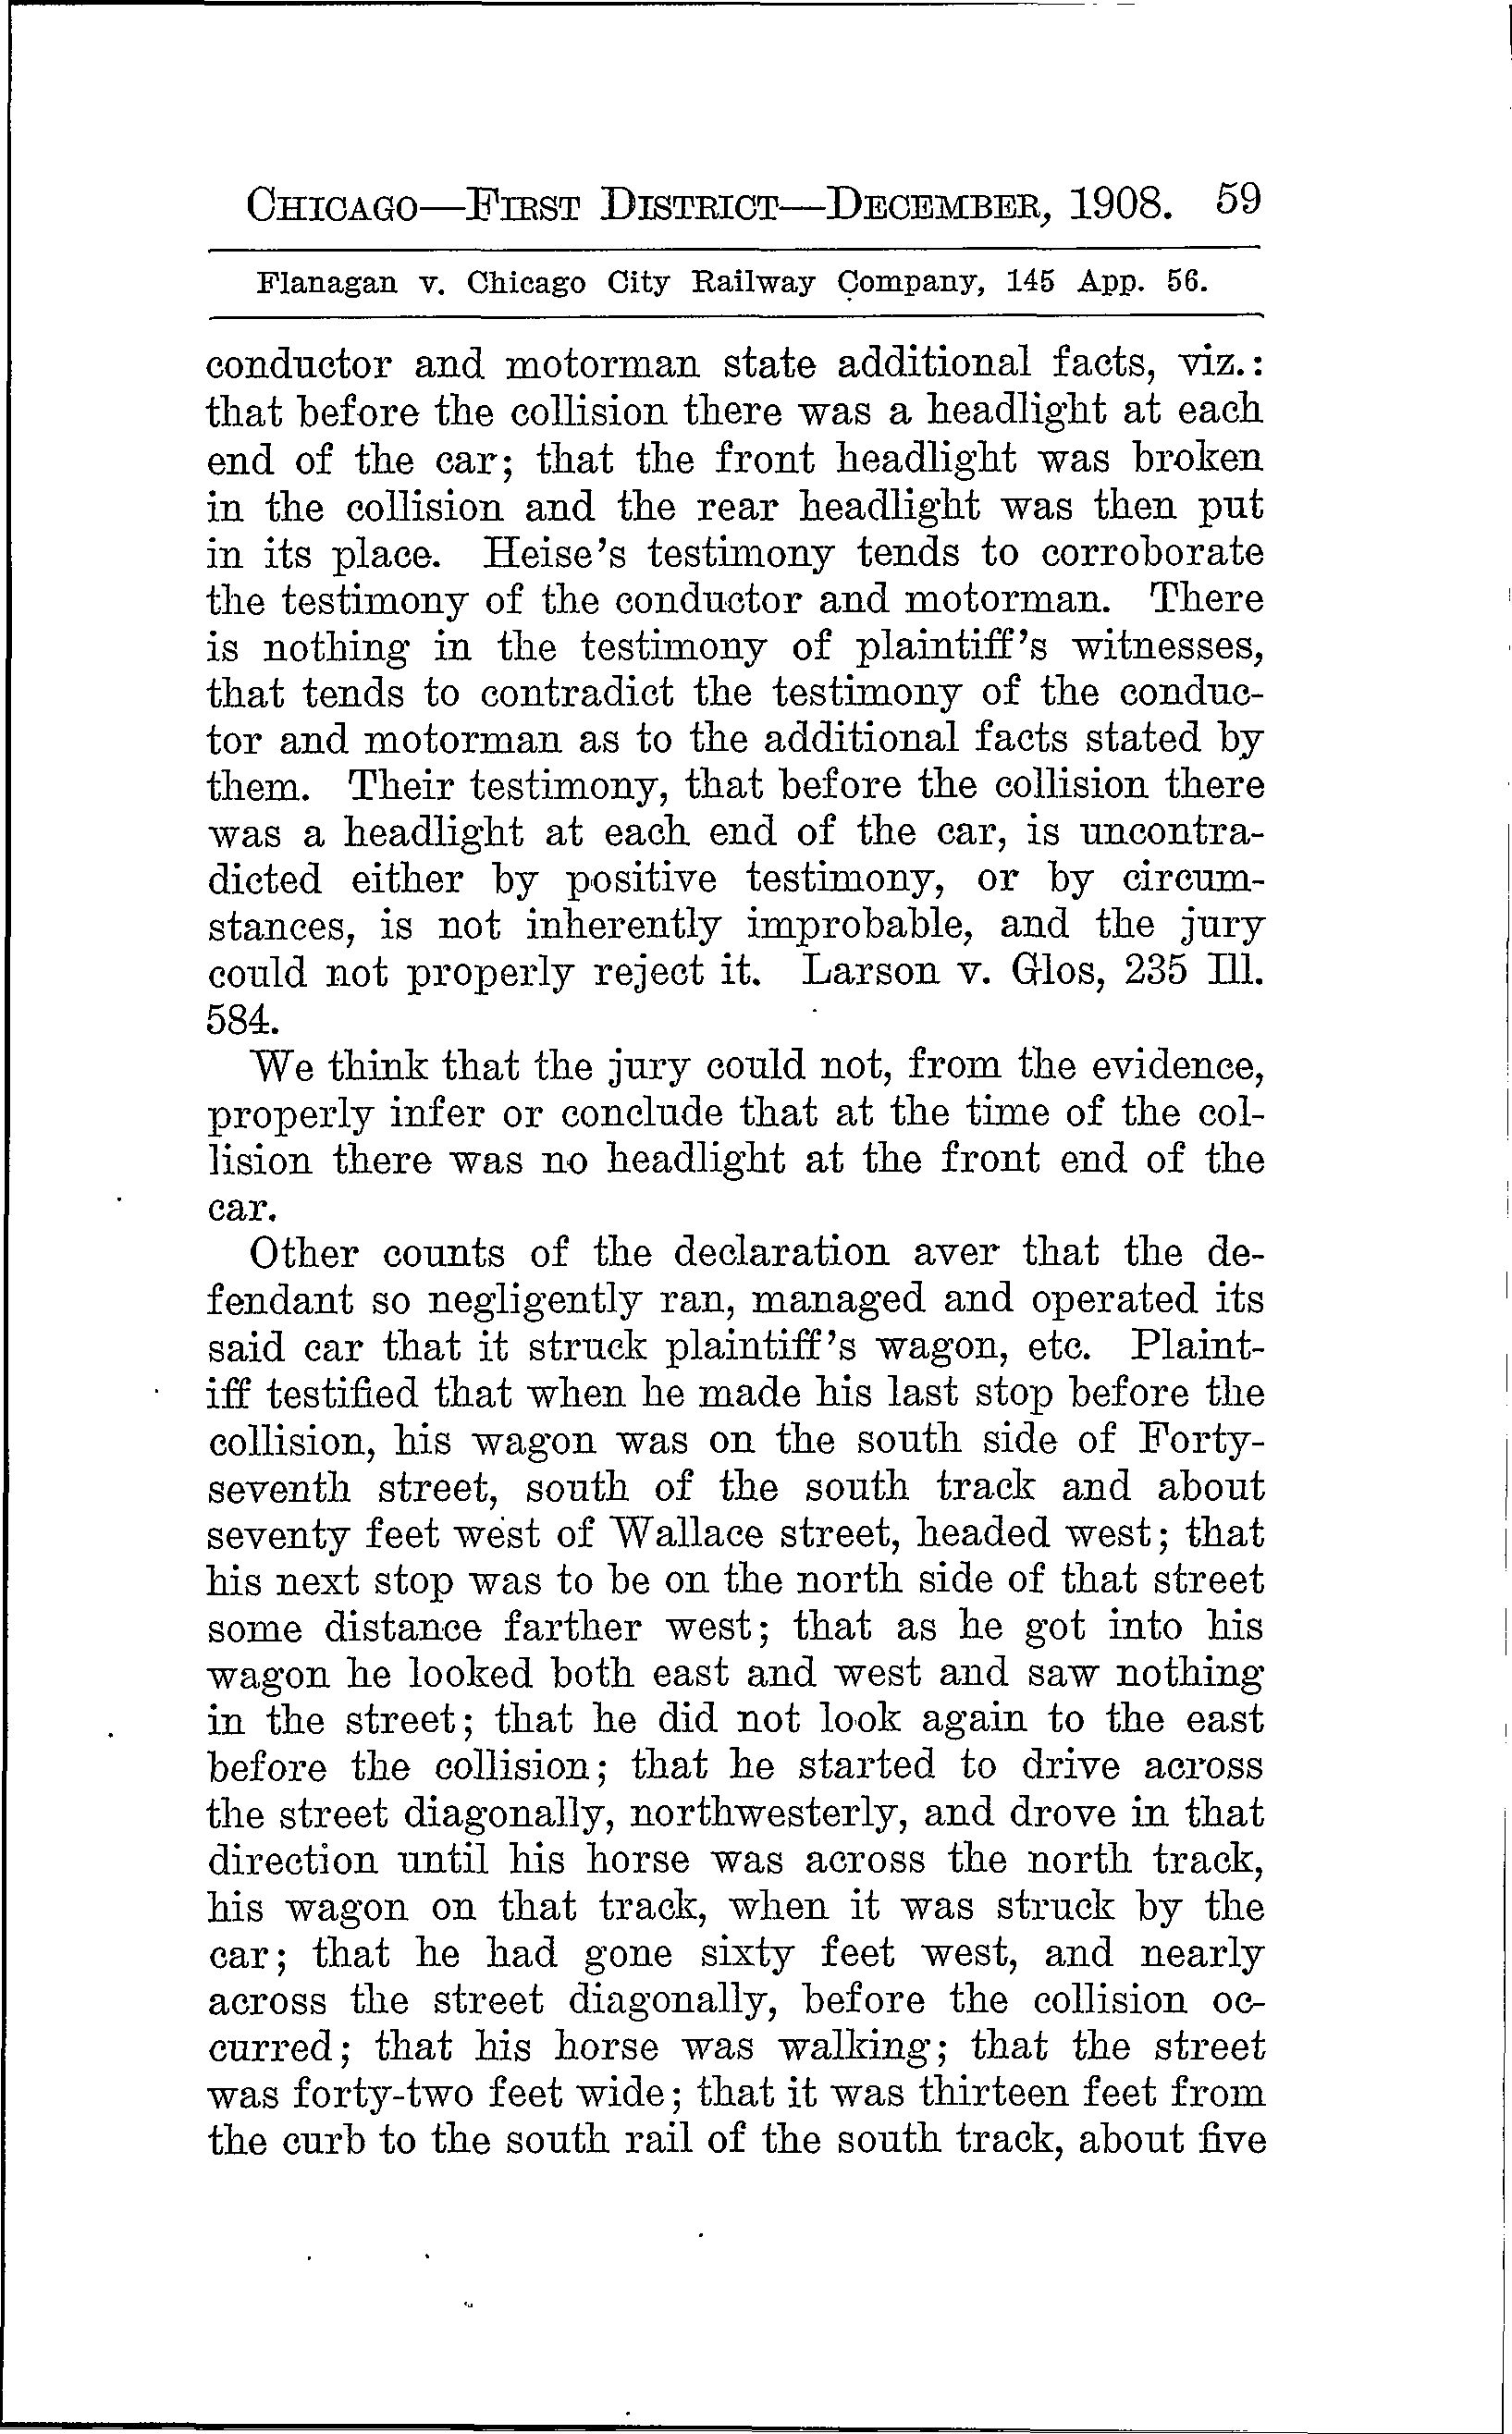 CHICAGO—FIRST DISTRICT—DECEMBER, 1908. 59
Flanagan v. Chicago City Railway Company, 145 App. 56.
conductor and motorman state additional facts, viz.:
that before the collision there was a headlight at each
end of the car; that the front headlight was broken
in the collision and the rear headlight was then put
in its place. Heise's testimony tends to corroborate
the testimony of the conductor and motorman. There
is nothing in the testimony of plaintiff's witnesses,
that tends to contradict the testimony of the conduc-
tor and motorman as to the additional facts stated by
them. Their testimony, that before the collision there
was a headlight at each end of the car, is uncontra-
dicted either by positive testimony, or by circum-
stances, is not inherently improbable, and the jury
could not properly reject it. Larson v. Glos, 235 Ill.
584.
We think that the jury could not, from the evidence,
properly infer or conclude that at the time of the col-
lision there was no headlight at the front end of the
car.
Other counts of the declaration aver that the de-
fendant so negligently ran, managed and operated its
said car that it struck plaintiff's wagon, etc. Plaint-
iff testified that when he made his last stop before the
collision, his wagon was on the south side of Forty-
seventh street, south of the south track and about
seventy feet west of Wallace street, headed west; that
his next stop was to be on the north side of that street
some distance farther west; that as he got into his
wagon he looked both east and west and saw nothing
in the street; that he did not look again to the east
before the collision; that he started to drive across
the street diagonally, northwesterly, and drove in that
direction until his horse was across the north track,
his wagon on that track, when it was struck by the
car; that he had gone sixty feet west, and nearly
across the street diagonally, before the collision oc-
curred; that his horse was walking; that the street
was forty-two feet wide; that it was thirteen feet from
the curb to the south rail of the south track, about five